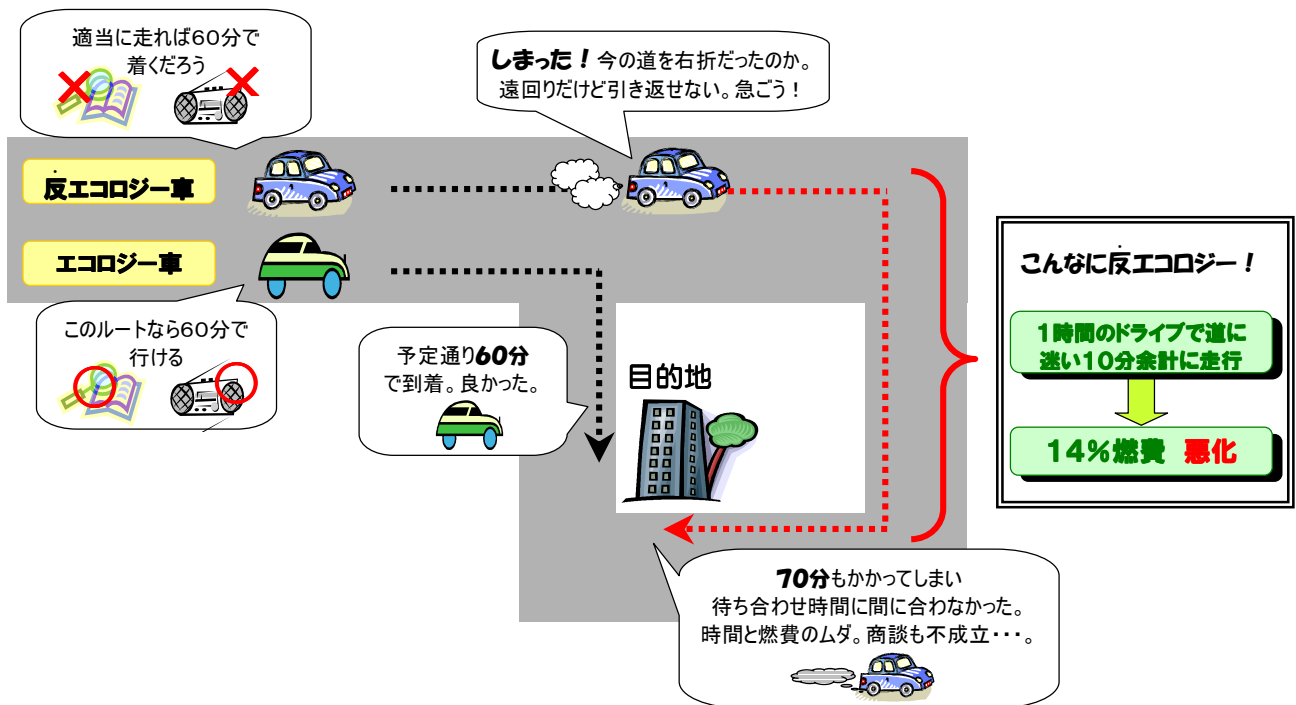 適当に走れば60分で
着くだろう
しまった！今の道を右折だったのか。
遠回りだけど引き返せない。急ごう！
反エコロジー車
エコロジー車
このルートなら60分で
行ける
予定通り60分
で到着。良かった。
目的地
こんなに反エコロジー！
1時間のドライブで道に
迷い10分余計に走行
14%燃費 悪化
70分もかかってしまい
待ち合わせ時間に間に合わなかった。
時間と燃費のムダ。商談も不成立・・・。